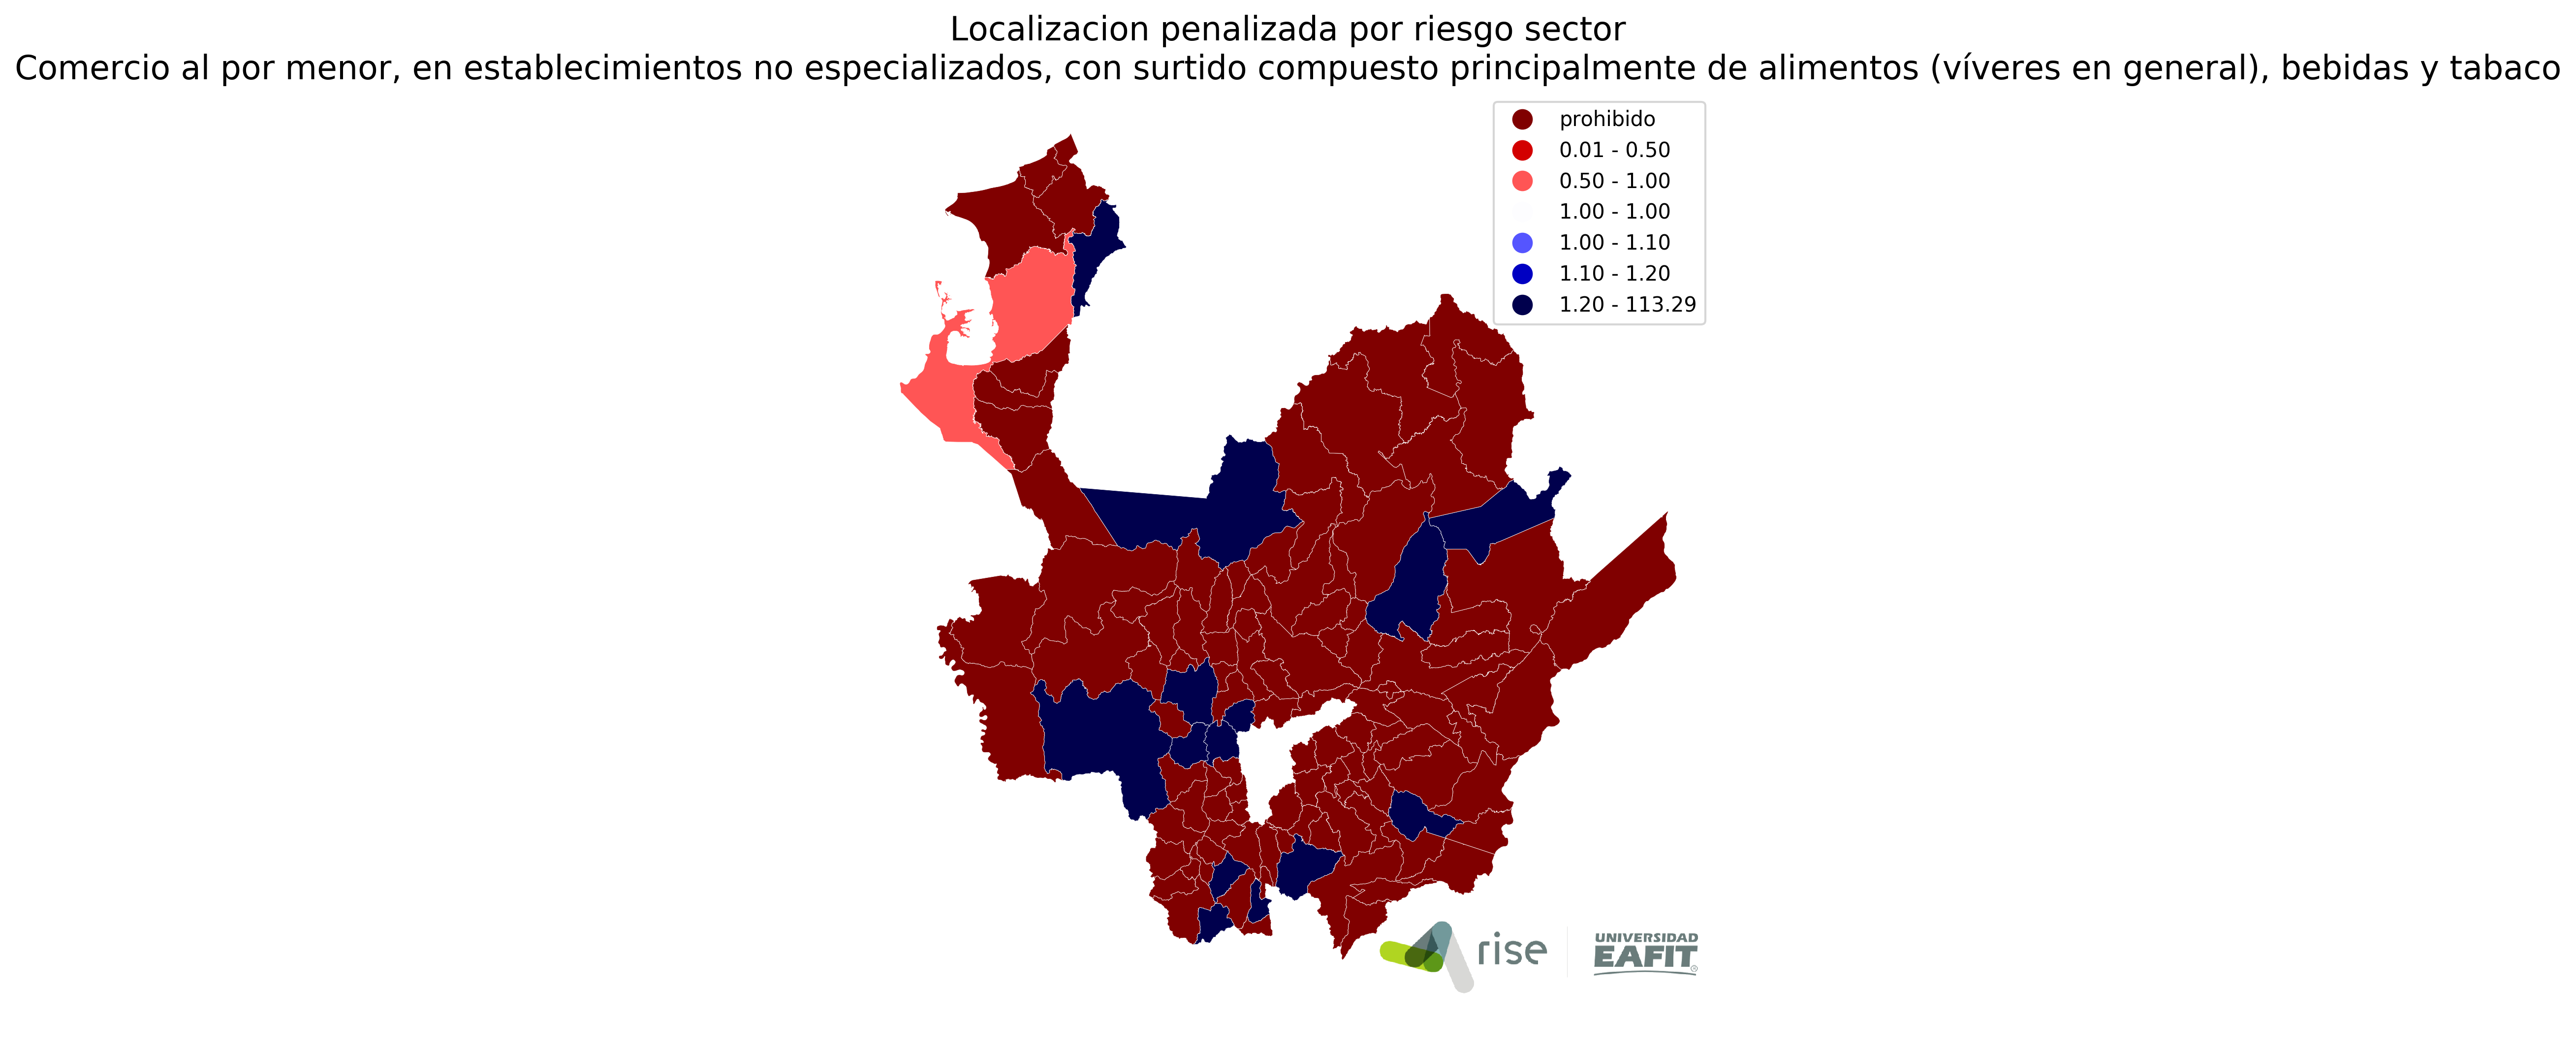 Localizacion penalizada por riesgo sector
Comercio al por menor, en establecimientos no especializados, con surtido compuesto principalmente de alimentos (víveres en general), bebidas y tabaco
prohibido
0.01 - 0.50
0.50 - 1.00
1.00 - 1.00
1.00 - 1.10
1.10 - 1.20
1.20 - 113.29
rise
UNIVERSIDAD
EAFIT®